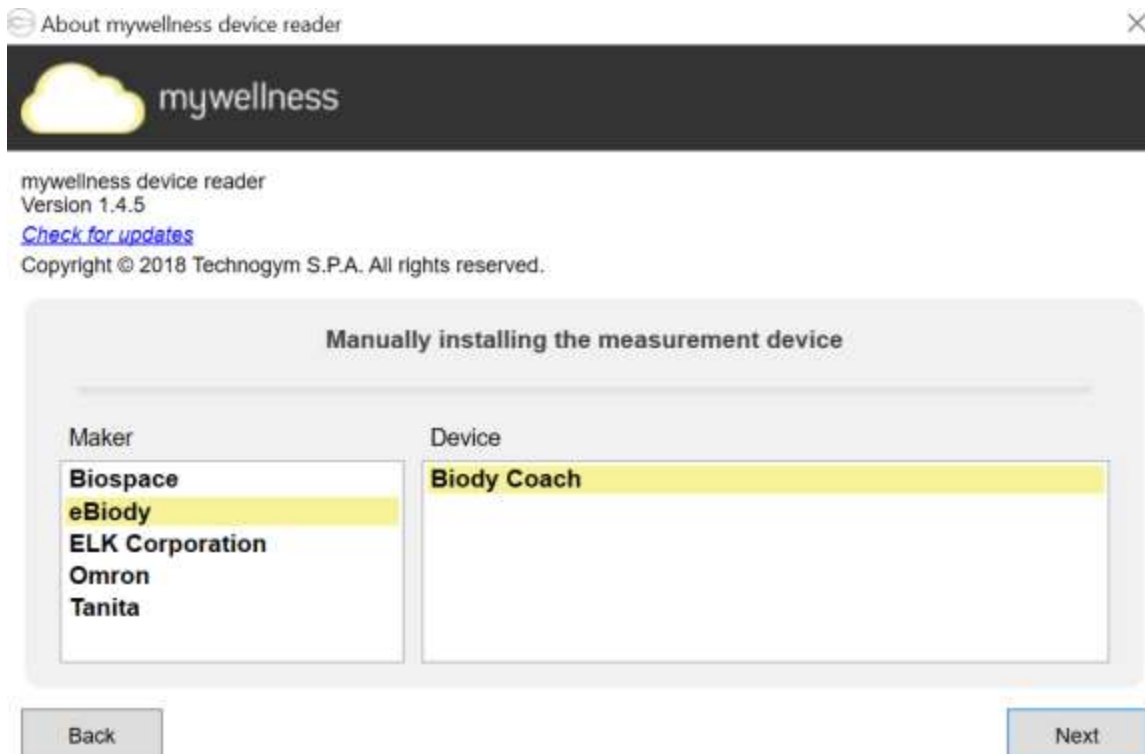 About mywellness device reader
mywellness
mywellness device reader
Version 1.4.5
Check for updates
Copyright © 2018 Technogym S.P.A. All rights reserved.
Manually installing the measurement device
Maker
Device
Biospace
Biody Coach
eBiody
ELK Corporation
Omron
Tanita
Back
Next